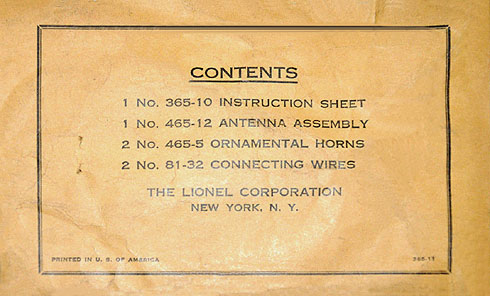 CONTENTS
1 No. 365-10 INSTRUCTION SHEET
1 No. 465-12 ANTENNA ASSEMBLY
2 No. 465-5 ORNAMENTAL HORNS
2 No. 81-32 CONNECTING WIRES
THE LIONEL CORPORATION
NEW YORK, N. Y.
PRINTED IN U. S. OF AMERICA